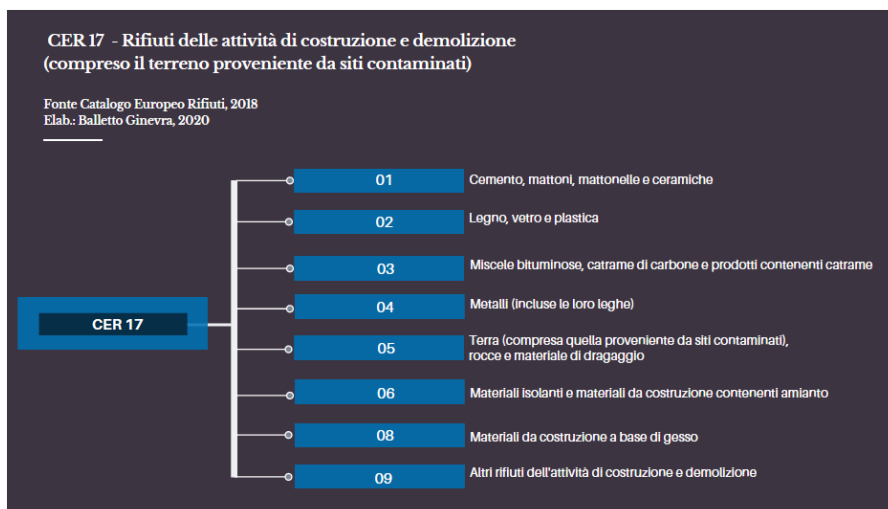 CER 17 - Rifiuti delle attività di costruzione e demolizione
(compreso il terreno proveniente da siti contaminati)
Fonte Catalogo Europeo Rifiuti, 2018
Elab.: Balletto Ginevra, 2020
CER 17
01
Cemento, mattoni, mattonelle e ceramiche
02
Legno, vetro e plastica
03
Miscele bituminose, catrame di carbone e prodotti contenenti catrame
04
Metalli (incluse le loro leghe)
05
Terra (compresa quella proveniente da siti contaminati),
rocce e materiale di dragaggio
06
Materiali isolanti e materiali da costruzione contenenti amianto
08
Materiali da costruzione a base di gesso
09
Altri rifiuti dell'attività di costruzione e demolizione